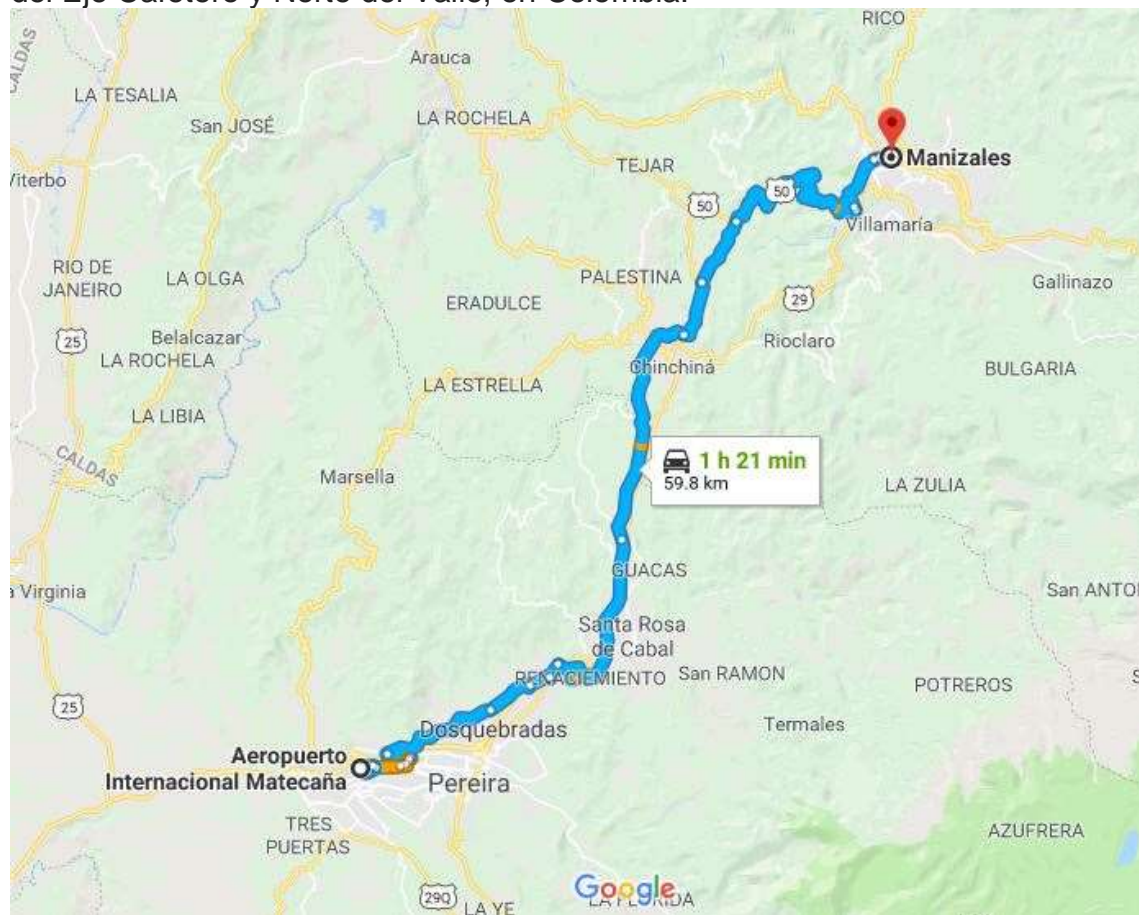 del Eje Cafetero y Norte del Valle, en Colombia.
CALDAS
RICO
Arauca
LA TESALIA
LA ROCHELA
San JOSÉ
TEJAR
Manizales
Viterbo
50
50
Villamaría
RIO DE
JANEIRO
LA OLGA
PALESTINA
Gallinazo
ERADULCE
29
25
Belalcazar
LA ROCHELA
Rioclaro
Chinchiná
BULGARIA
LA ESTRELLA
LA LIBIA
CALDAS
1 h 21 min
59.8 km
Marsella
LA ZULIA
GUACAS
a Virginia
San ANTO
Santa Rosa
de Cabal
RENACIEMIENTO
San RAMON
POTREROS
25
Termales
Dosquebradas
Aeropuerto
Internacional Matecaña
Pereira
TRES
PUERTAS
AZUFRERA
Google
29Q
LA YE
LA FLORIDA